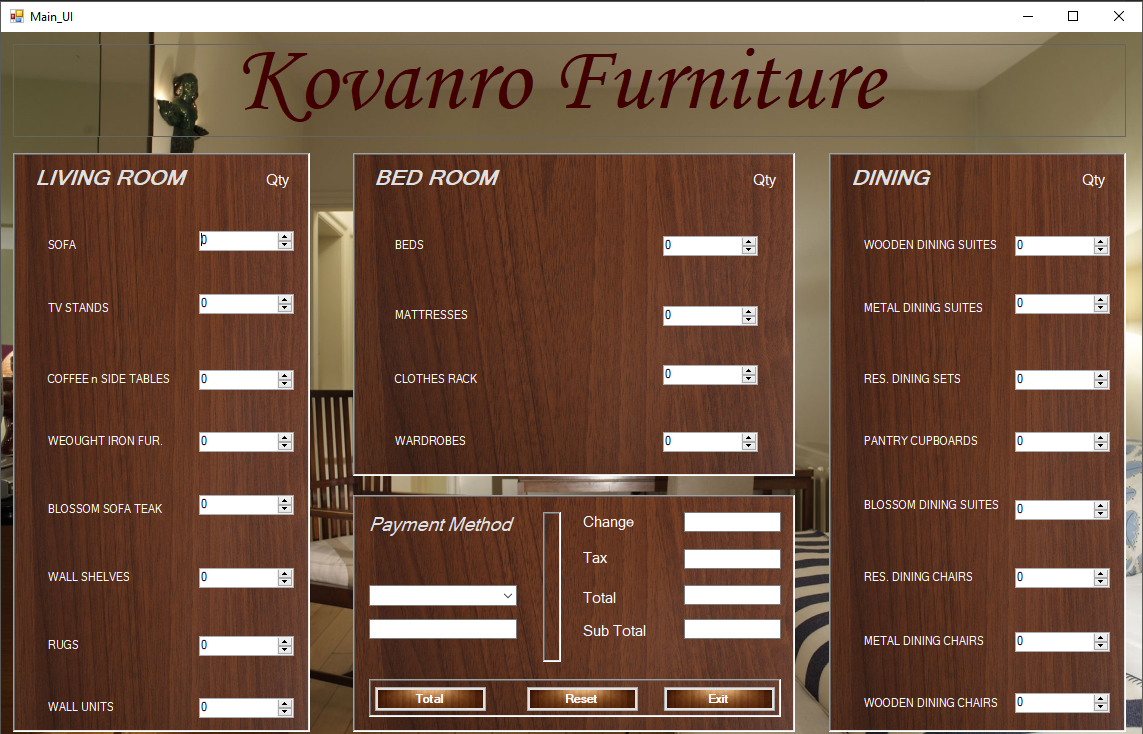 Main_UI
Kovanro Furniture
LIVING ROOM Qty
SOFA 0
TV STANDS 0
COFFEE n SIDE TABLES 0
WEOUGHT IRON FUR. 0
BLOSSOM SOFA TEAK 0
WALL SHELVES 0
RUGS 0
WALL UNITS 0
BED ROOM Qty
BEDS 0
MATTRESSES 0
CLOTHES RACK 0
WARDROBES 0
Payment Method
Change
Tax
Total
Sub Total
Total Reset Exit
DINING Qty
WOODEN DINING SUITES 0
METAL DINING SUITES 0
RES. DINING SETS 0
PANTRY CUPBOARDS 0
BLOSSOM DINING SUITES 0
RES. DINING CHAIRS 0
METAL DINING CHAIRS 0
WOODEN DINING CHAIRS 0